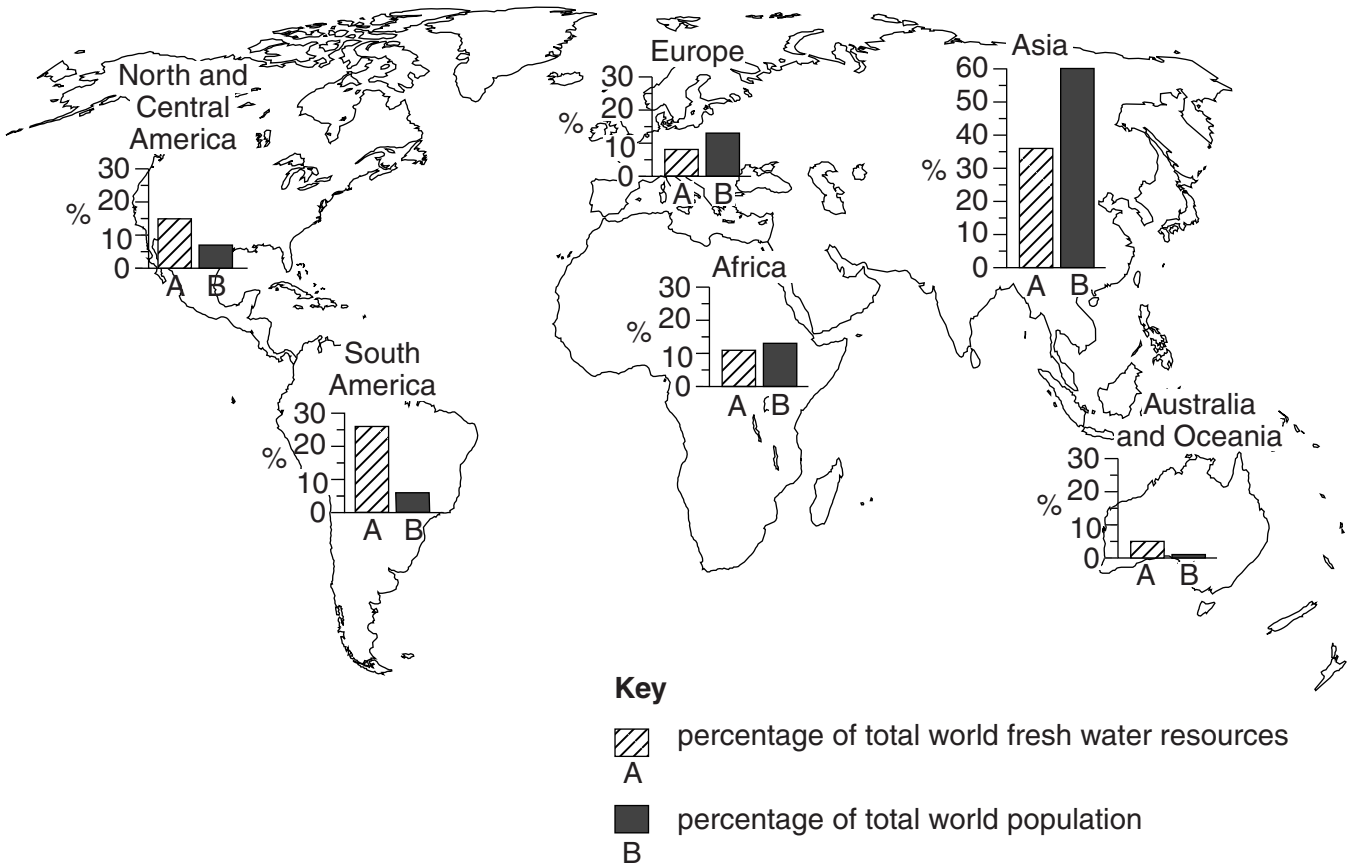 North and
Central
America
30
20
%
10
0
A B
Europe
30
20
%
10
0
A B
Asia
60
50
40
%
30
20
10
0
A B
Africa
30
20
%
10
0
A B
South
America
30
20
%
10
0
A B
Australia
and Oceania
30
20
%
10
0
A B
Key
percentage of total world fresh water resources
A
percentage of total world population
B